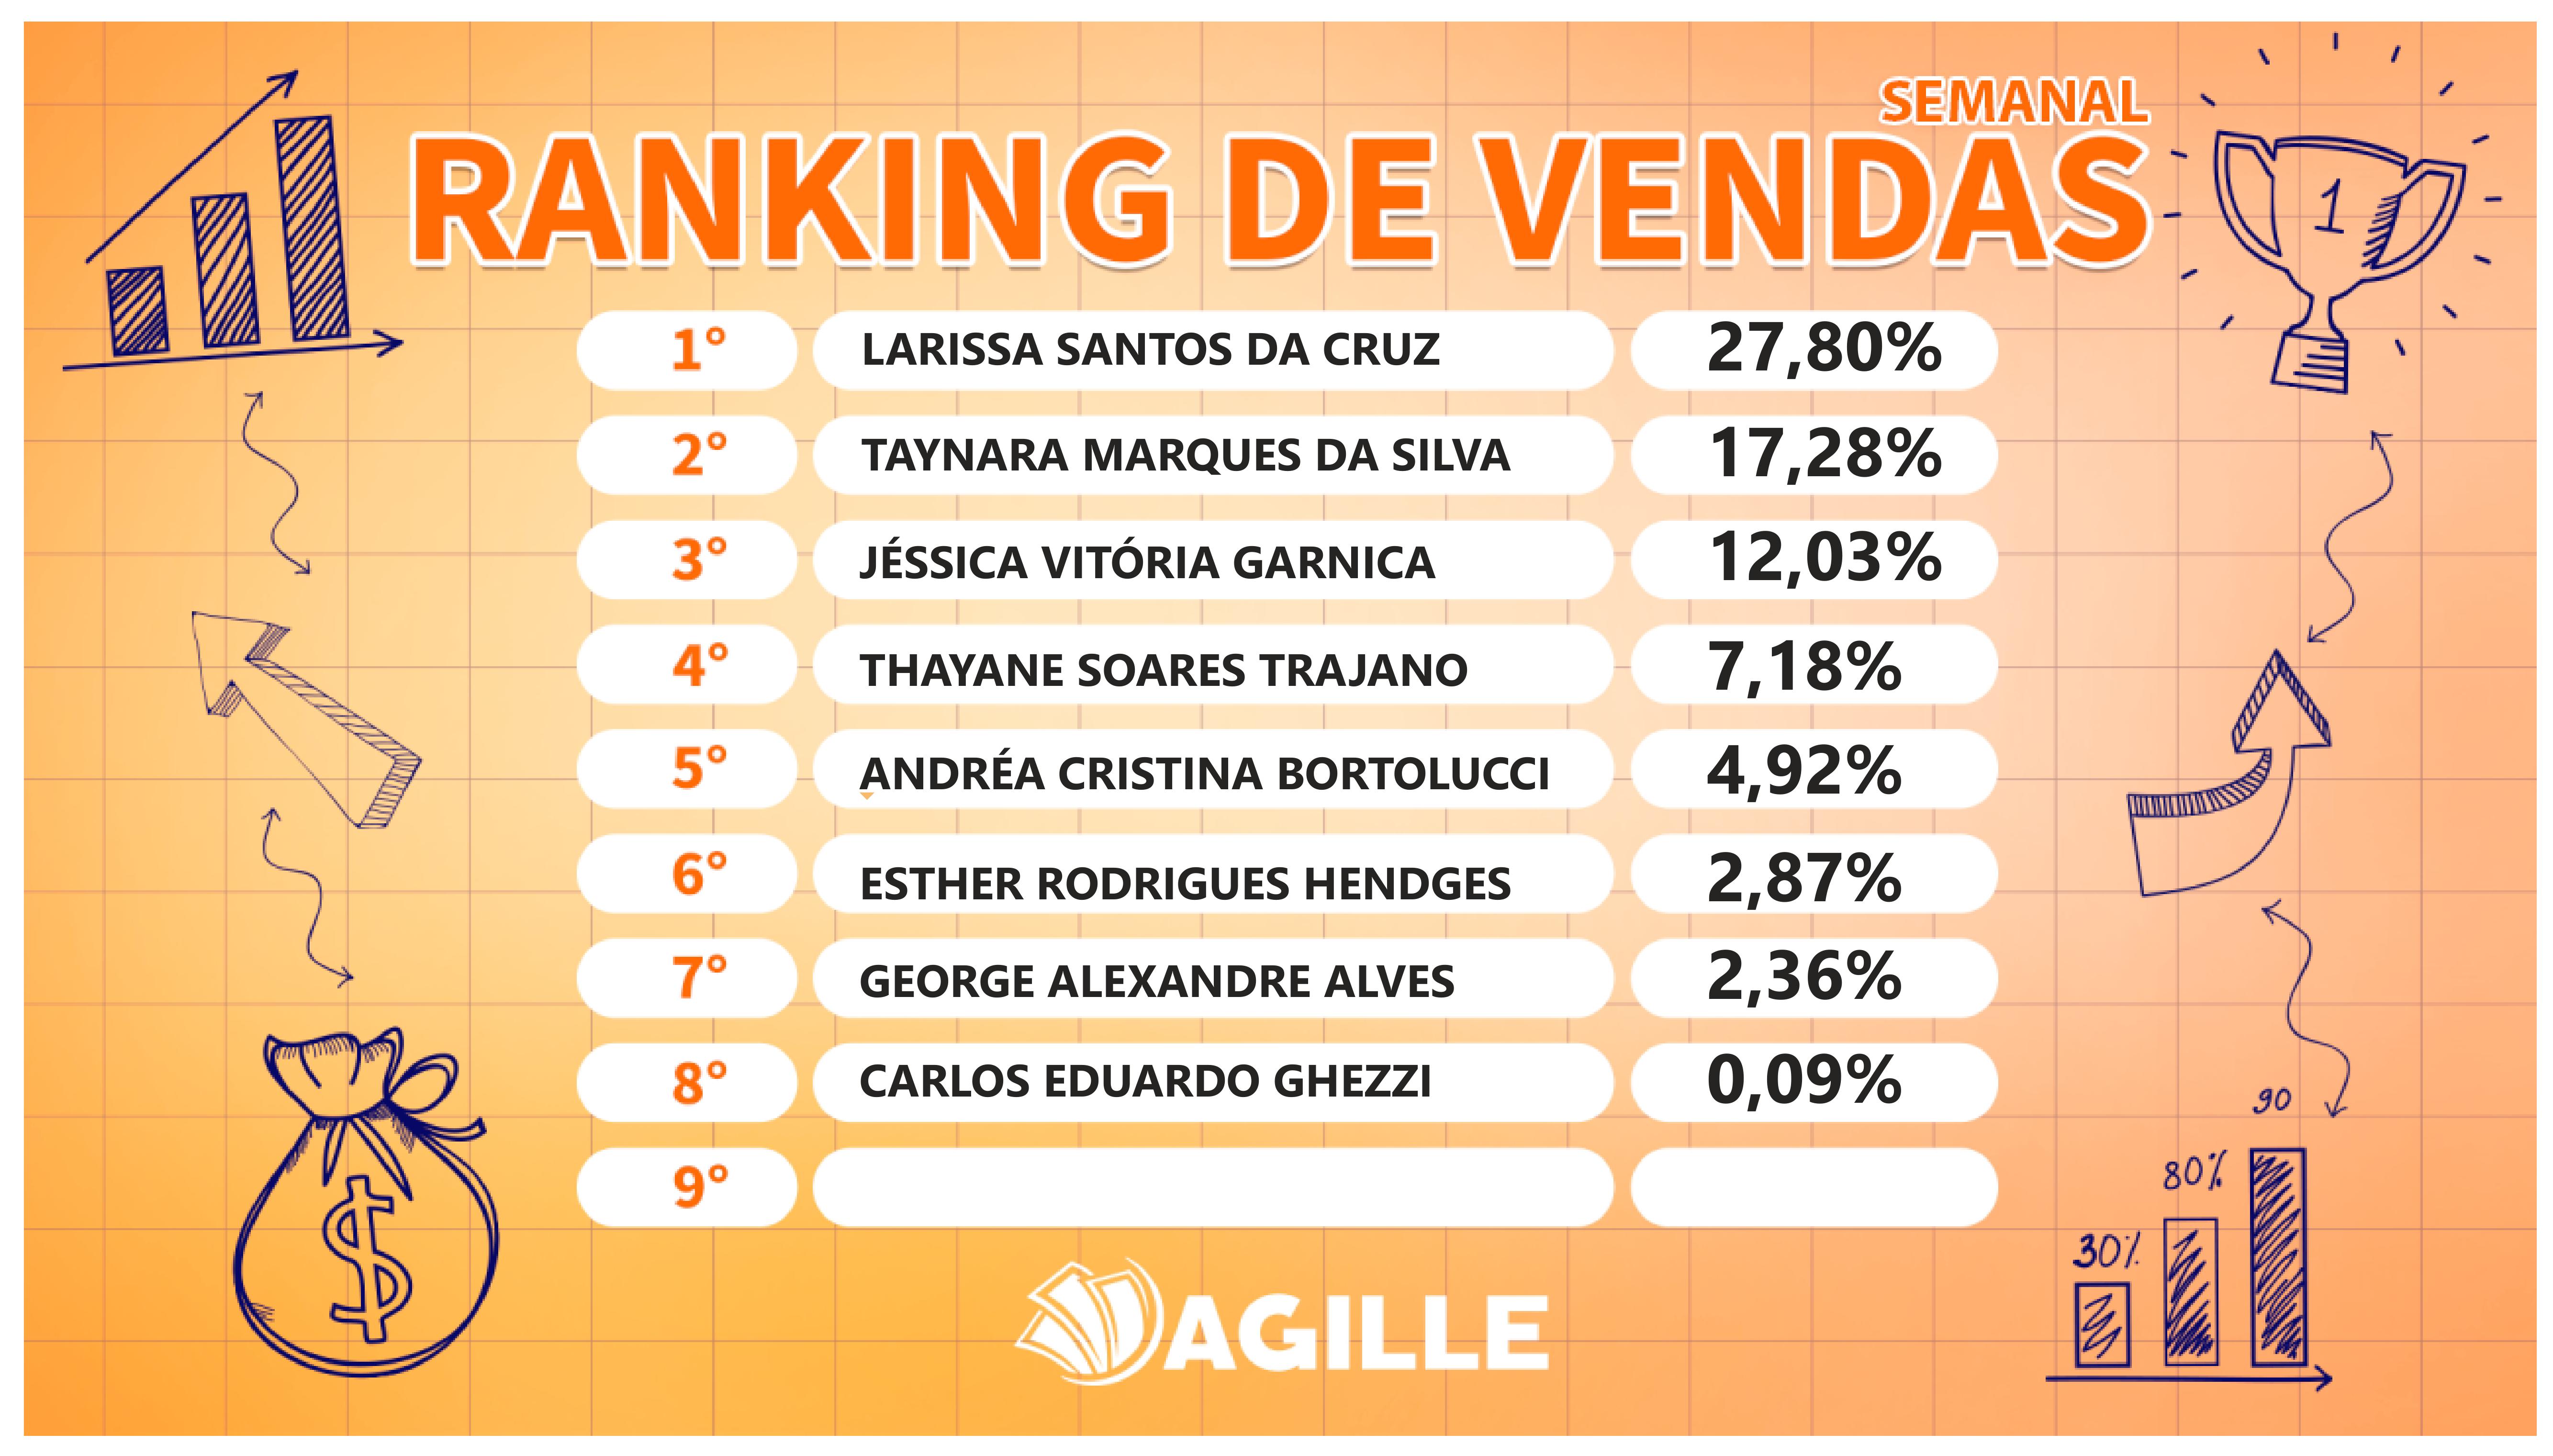 SEMANAL
RANKING DE VENDAS
1
1° LARISSA SANTOS DA CRUZ 27,80%
2° TAYNARA MARQUES DA SILVA 17,28%
3° JÉSSICA VITÓRIA GARNICA 12,03%
4° THAYANE SOARES TRAJANO 7,18%
5° ANDRÉA CRISTINA BORTOLUCCI 4,92%
6° ESTHER RODRIGUES HENDGES 2,87%
7° GEORGE ALEXANDRE ALVES 2,36%
8° CARLOS EDUARDO GHEZZI 0,09%
9°
$
30% 80% 90
AGILLE